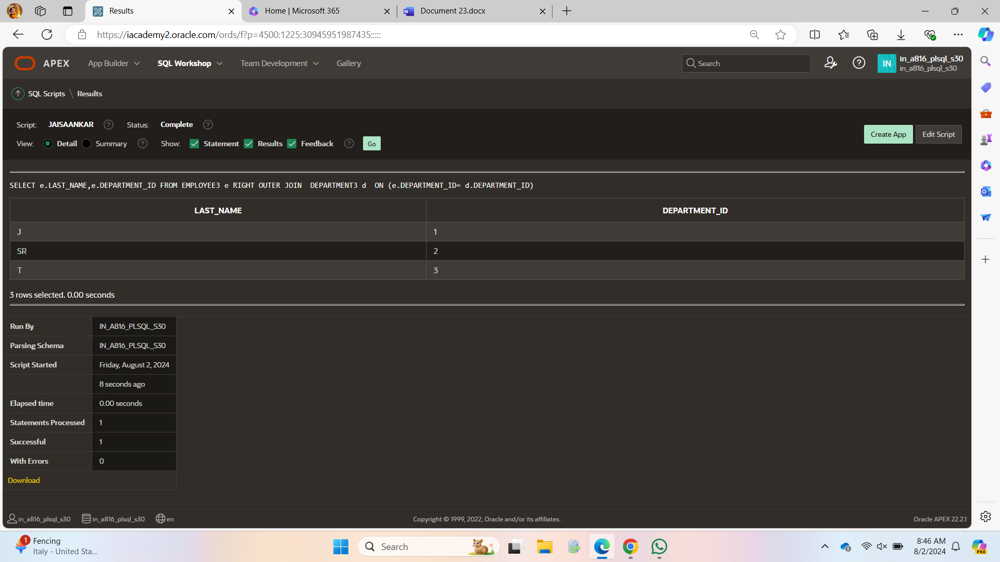 Results
Home | Microsoft 365
Document 23.docx
https://iacademy2.oracle.com/ords/f?p=4500:1225:30945951987435:::::
APEX
App Builder
SQL Workshop
Team Development
Gallery
Search
IN
in_a816_plsql_s30
in_a816_plsql_s30
SQL Scripts \ Results
Script: JAISAANKAR ? Status: Complete ?
View: Detail Summary ? Show: Statement Results Feedback ? Go
Create App
Edit Script
SELECT e.LAST_NAME,e.DEPARTMENT_ID FROM EMPLOYEE3 e RIGHT OUTER JOIN  DEPARTMENT3 d  ON (e.DEPARTMENT_ID= d.DEPARTMENT_ID)
LAST_NAME DEPARTMENT_ID
J 1
SR 2
T 3
3 rows selected. 0.00 seconds
Run By IN_A816_PLSQL_S30
Parsing Schema IN_A816_PLSQL_S30
Script Started Friday, August 2, 2024
8 seconds ago
Elapsed time 0.00 seconds
Statements Processed 1
Successful 1
With Errors 0
Download
in_a816_plsql_s30 in_a816_plsql_s30 en
Copyright © 1999, 2022, Oracle and/or its affiliates.
Oracle APEX 22.2.1
1
Fencing
Italy - United Sta...
Search
8:46 AM
8/2/2024
PRE